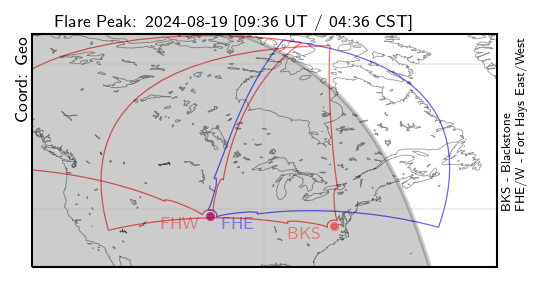 Flare Peak: 2024-08-19 [09:36 UT / 04:36 CST]
Coord: Geo
FHW
FHE
BKS
BKS - Blackstone
FHE/W - Fort Hays East/West